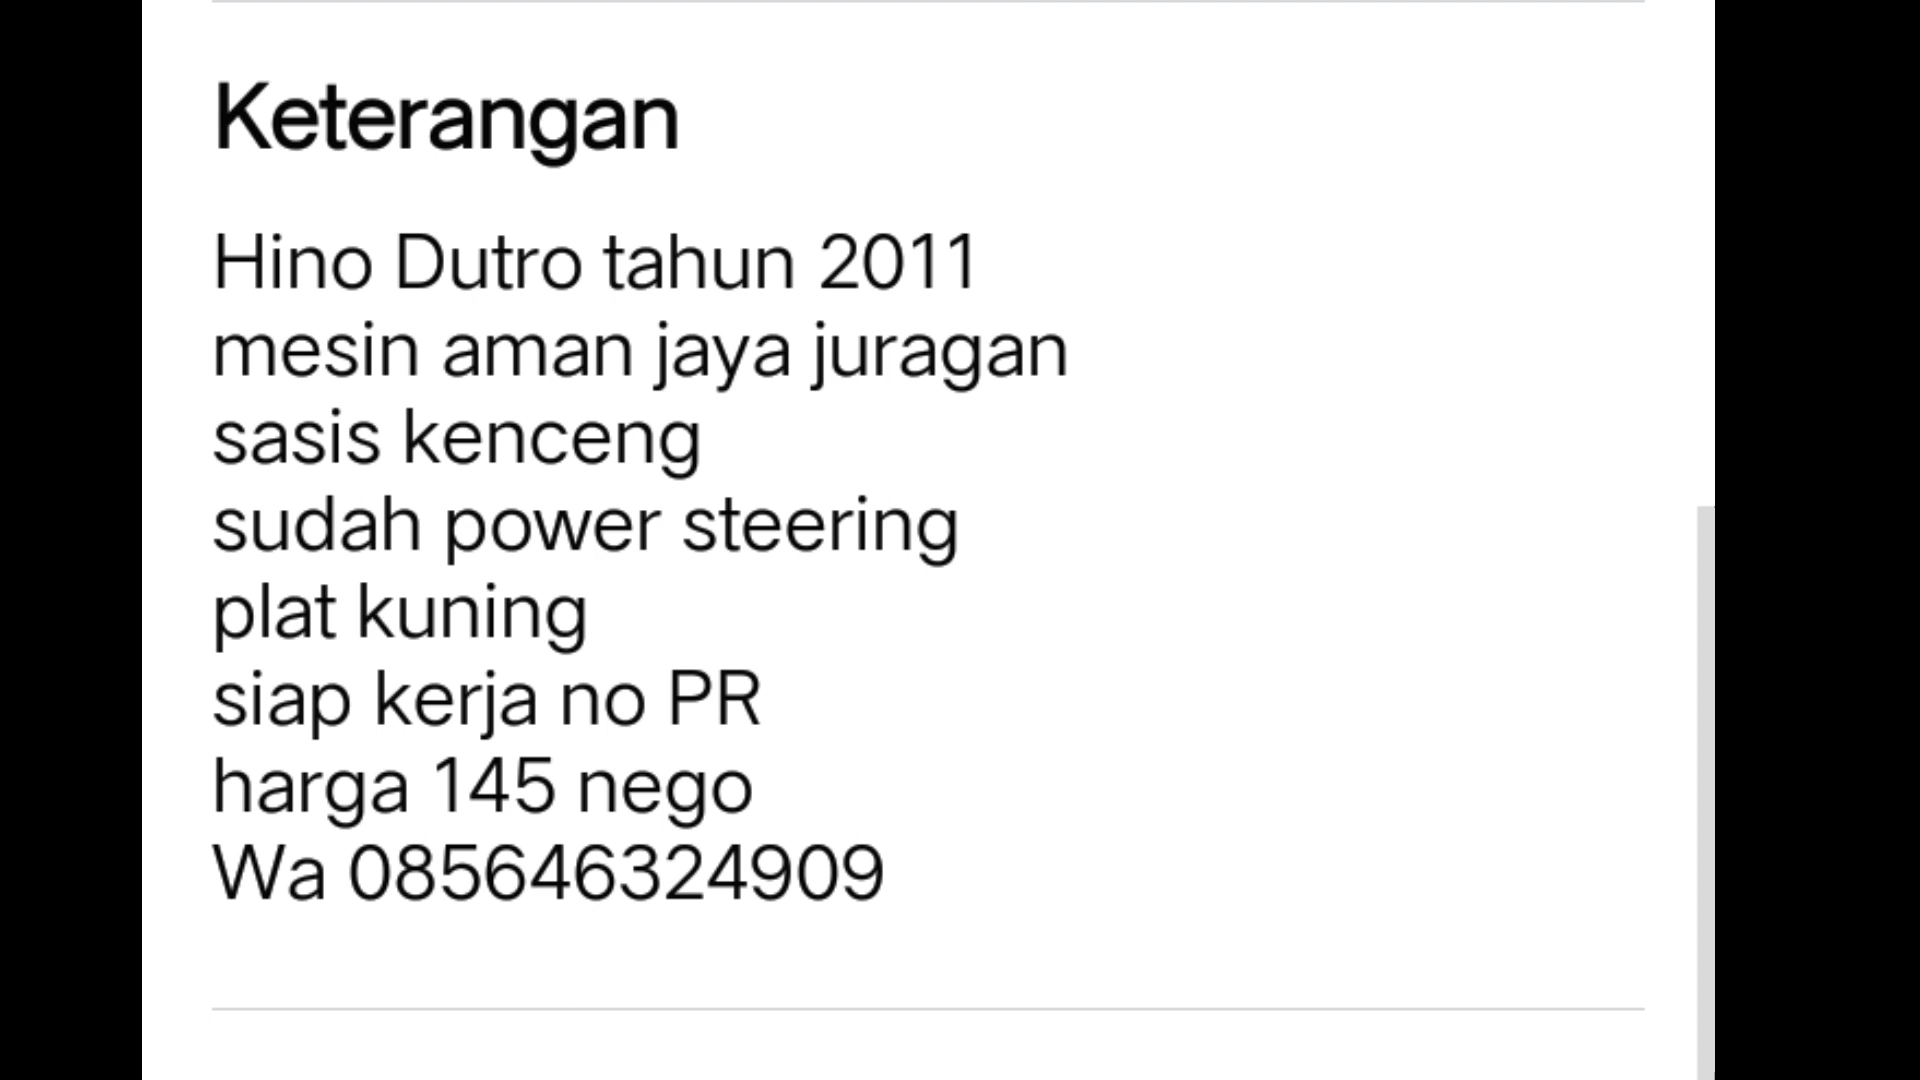 Keterangan
Hino Dutro tahun 2011
mesin aman jaya juragan
sasis kenceng
sudah power steering
plat kuning
siap kerja no PR
harga 145 nego
Wa 085646324909